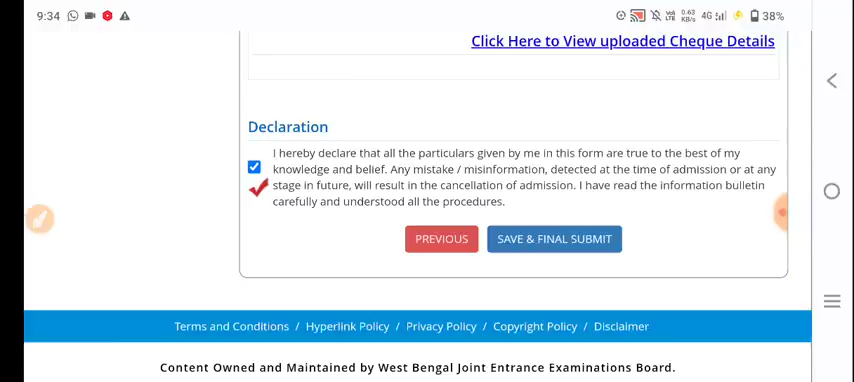 9:34
Vo)) LTE 0.63 KB/s 4G 38%
Click Here to View uploaded Cheque Details
Declaration
I hereby declare that all the particulars given by me in this form are true to the best of my
knowledge and belief. Any mistake / misinformation, detected at the time of admission or at any
stage in future, will result in the cancellation of admission. I have read the information bulletin
carefully and understood all the procedures.
PREVIOUS SAVE & FINAL SUBMIT
Terms and Conditions / Hyperlink Policy / Privacy Policy / Copyright Policy / Disclaimer
Content Owned and Maintained by West Bengal Joint Entrance Examinations Board.